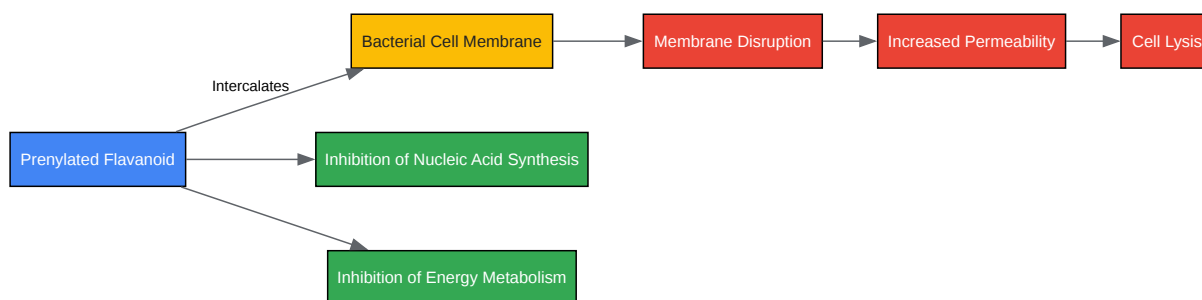 Bacterial Cell Membrane
Membrane Disruption
Increased Permeability
Cell Lysis
Intercalates
Prenylated Flavanoid
Inhibition of Nucleic Acid Synthesis
Inhibition of Energy Metabolism